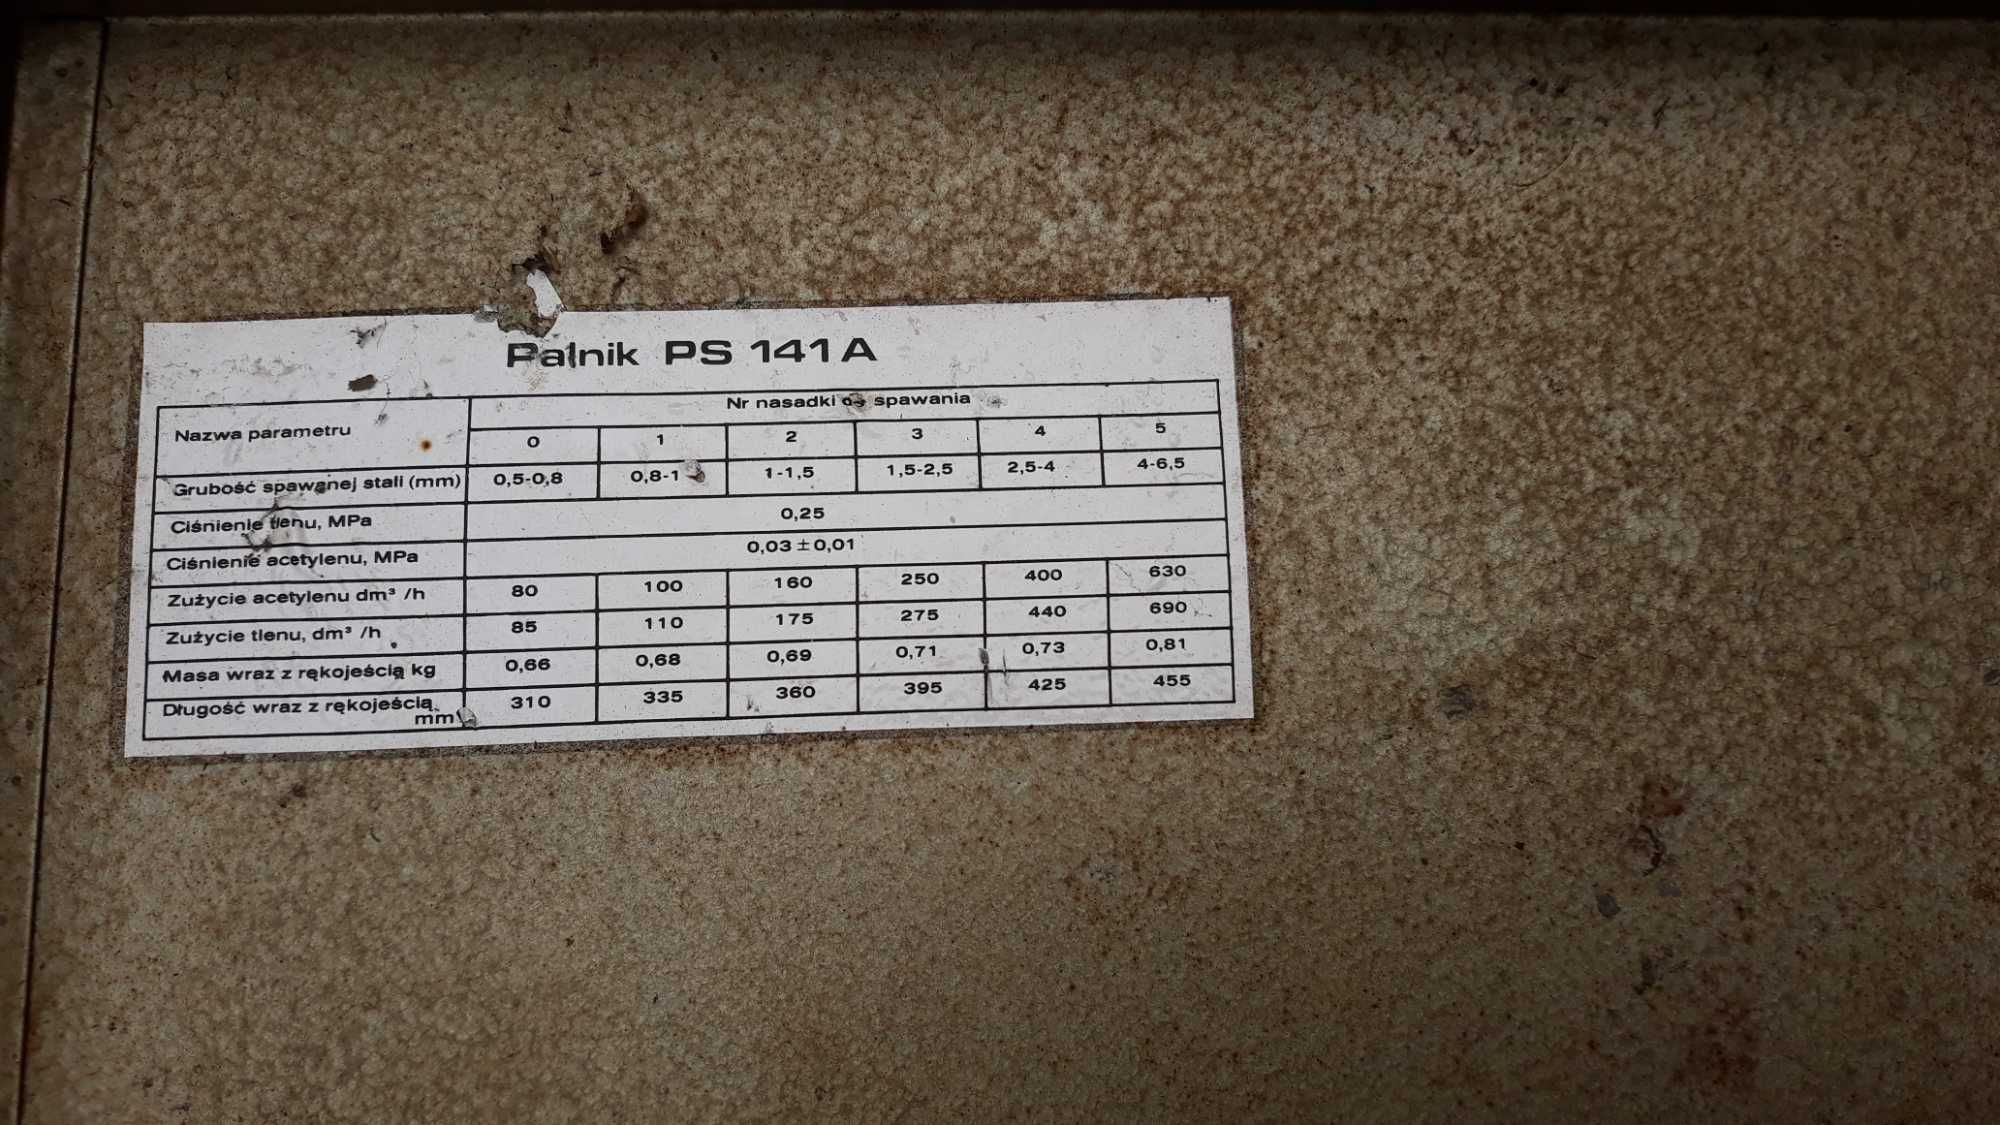 Palnik PS 141A
Nazwa parametru
Nr nasadki do spawania
0 1 2 3 4 5
Grubość spawanej stali (mm) 0,5-0,8 0,8-1 1-1,5 1,5-2,5 2,5-4 4-6,5
Ciśnienie tlenu, MPa 0,25
Ciśnienie acetylenu, MPa 0,03 ± 0,01
Zużycie acetylenu dm³ /h 80 100 160 250 400 630
Zużycie tlenu, dm³ /h 85 110 175 275 440 690
Masa wraz z rękojeścią kg 0,66 0,68 0,69 0,71 0,73 0,81
Długość wraz z rękojeścią 310 335 360 395 425 455
mm